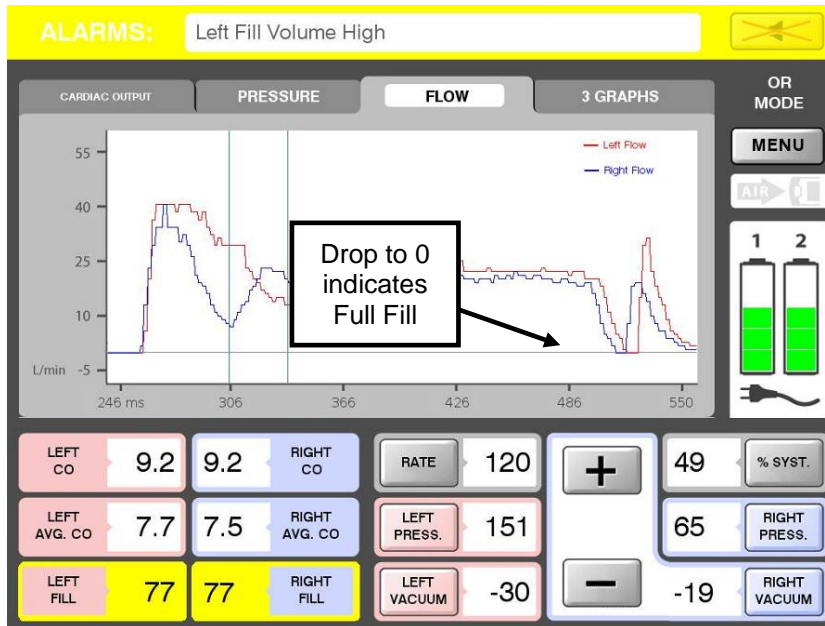 ALARMS: Left Fill Volume High
CARDIAC OUTPUT PRESSURE FLOW 3 GRAPHS
OR
MODE
MENU
AIR
55
40
25
10
L/min -5
Left Flow
Right Flow
Drop to 0
indicates
Full Fill
246 ms 306 366 426 486 550
1 2
LEFT
CO
9.2 9.2
RIGHT
CO
RATE 120
+
49 % SYST.
LEFT
AVG. CO
7.7 7.5
RIGHT
AVG. CO
LEFT
PRESS.
151
65
RIGHT
PRESS.
LEFT
FILL
77 77
RIGHT
FILL
LEFT
VACUUM
-30
−
-19
RIGHT
VACUUM